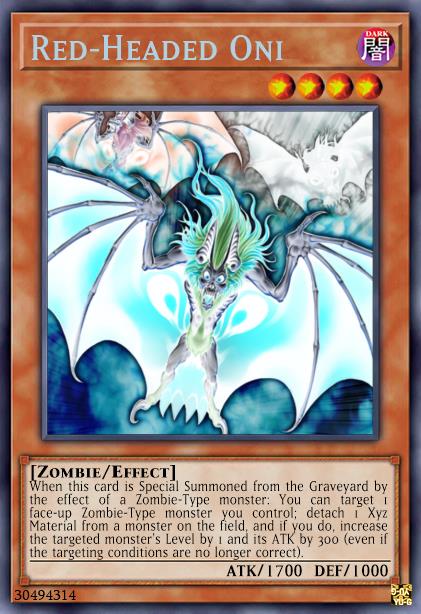 Red-Headed Oni
DARK
闇
[Zombie/Effect]
When this card is Special Summoned from the Graveyard by
the effect of a Zombie-Type monster: You can target 1
face-up Zombie-Type monster you control; detach 1 Xyz
Material from a monster on the field, and if you do, increase
the targeted monster's Level by 1 and its ATK by 300 (even if
the targeting conditions are no longer correct).
ATK/1700 DEF/1000
30494314